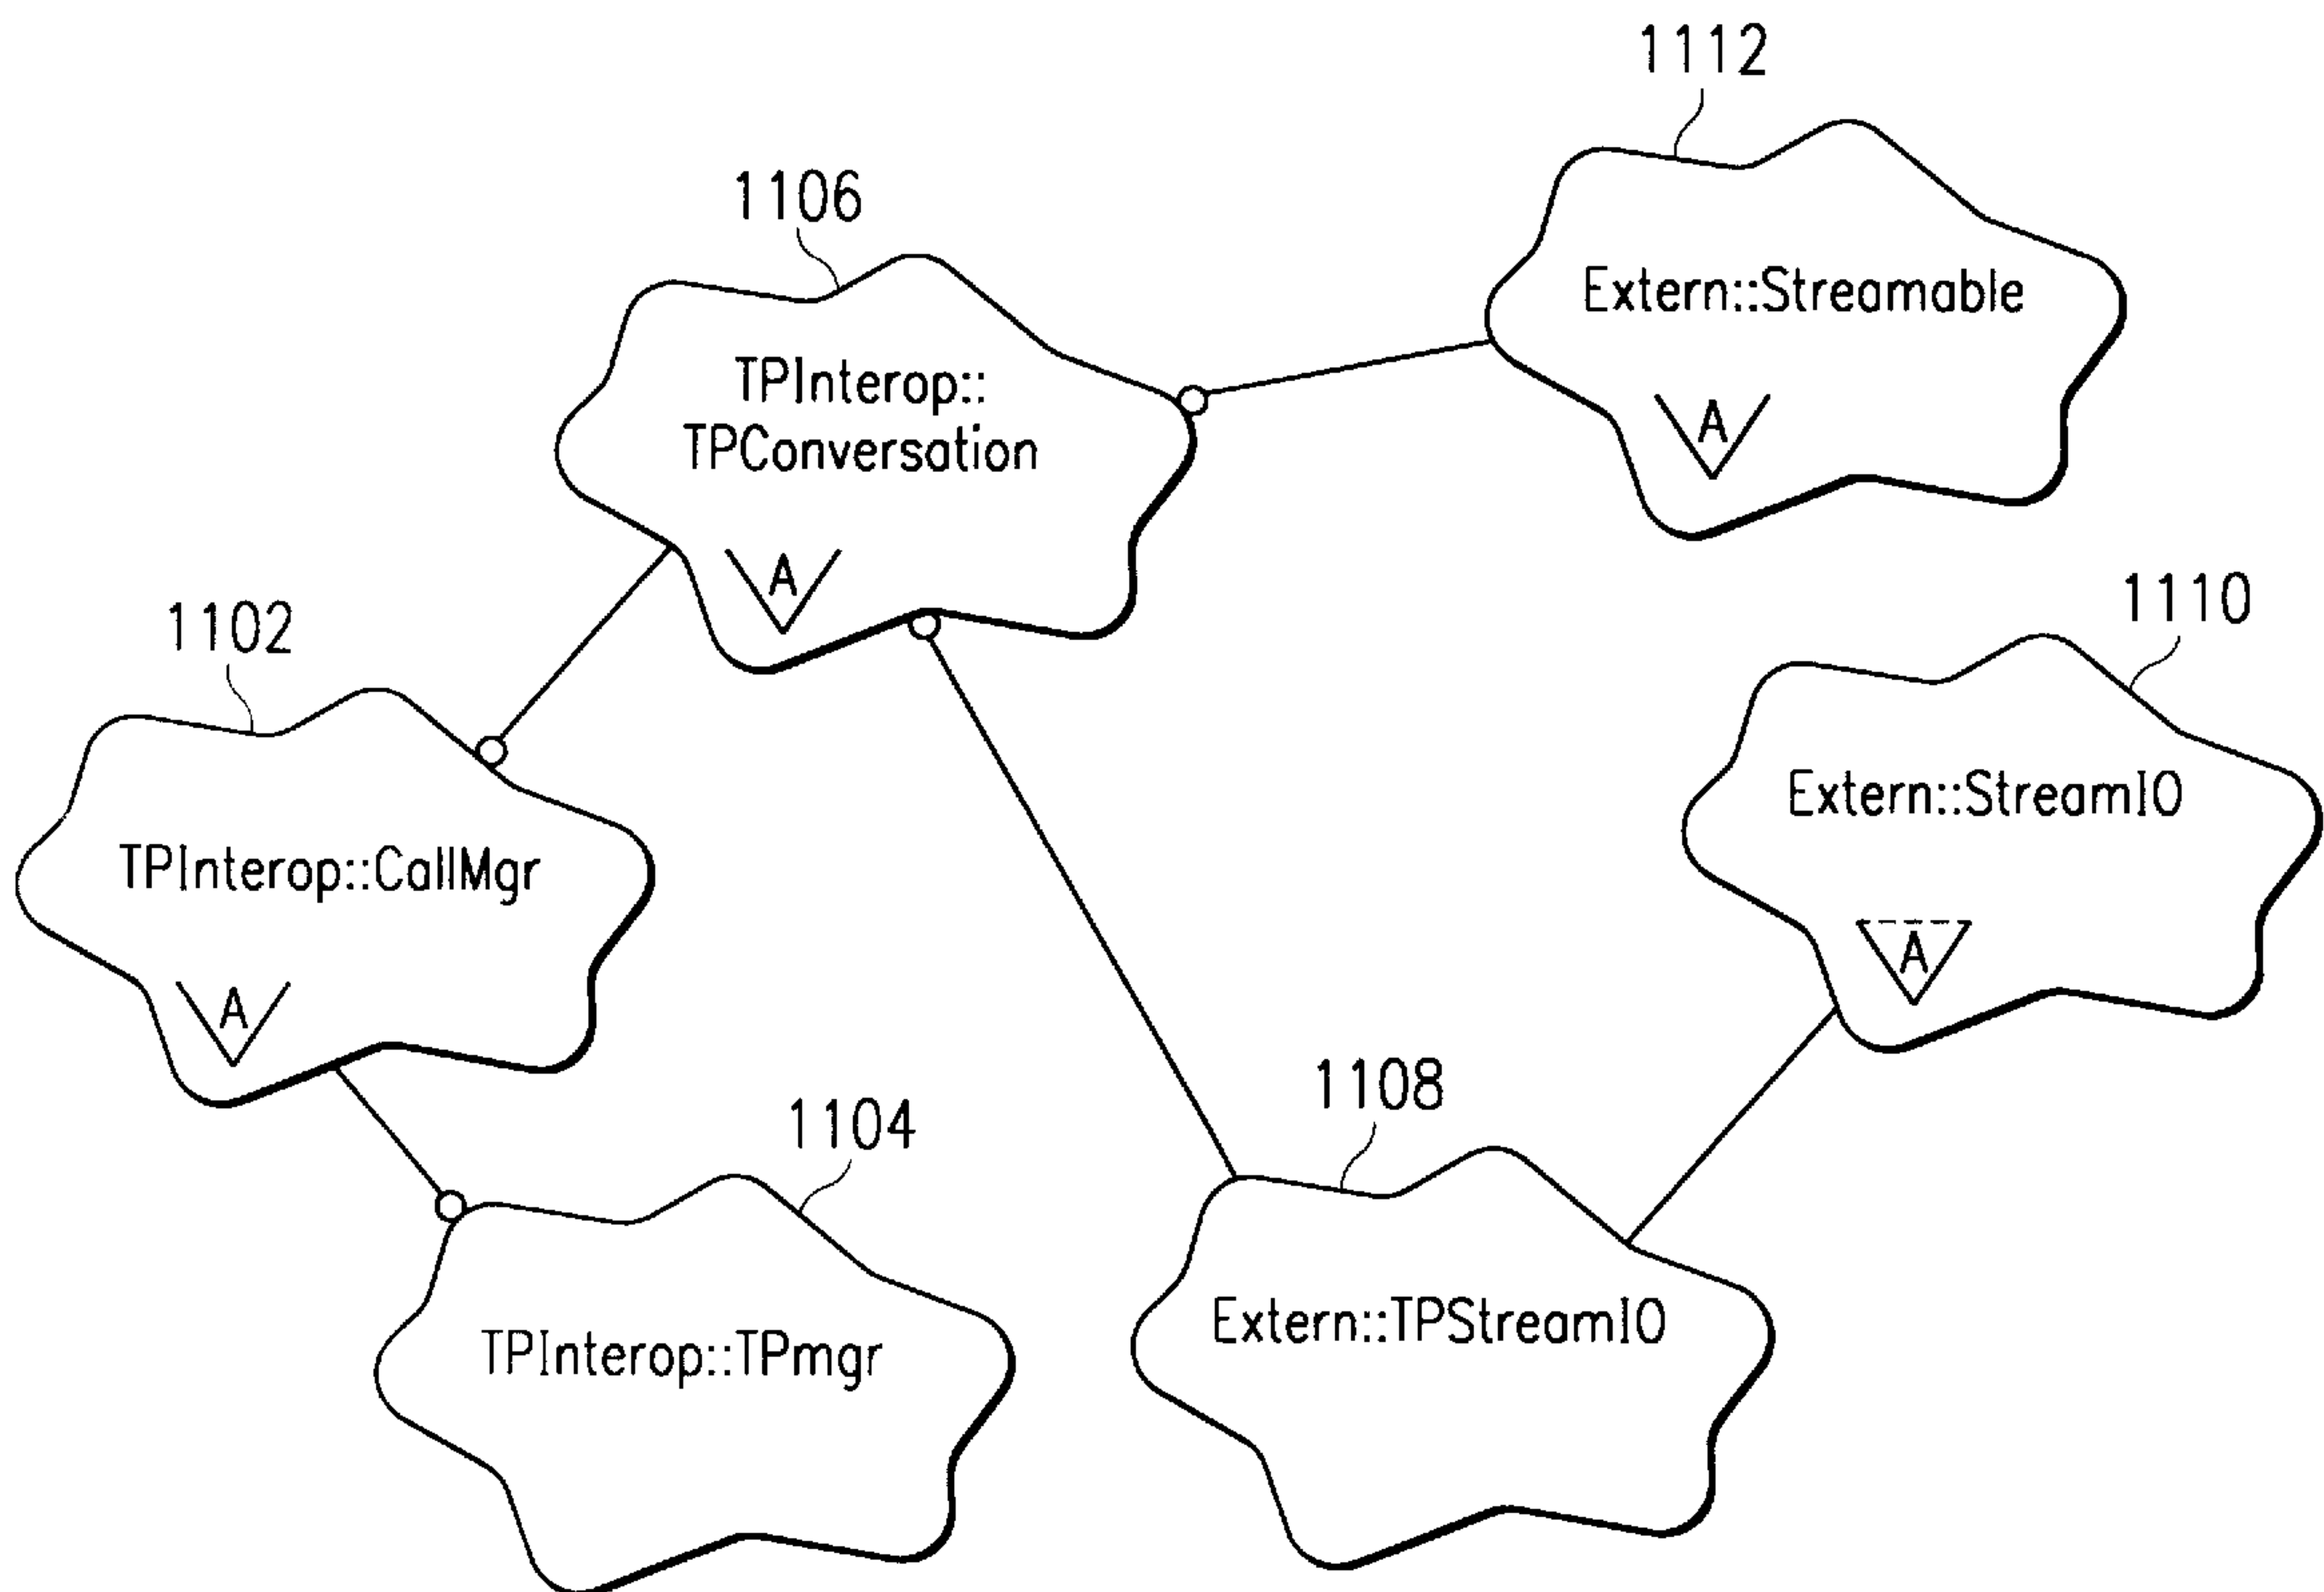 1112
1106
Extern::Streamable
TPInterop::
TPConversation
A
A
1110
1102
Extern::StreamIO
TPInterop::CallMgr
A
A
1108
1104
Extern::TPStreamIO
TPInterop::TPmgr